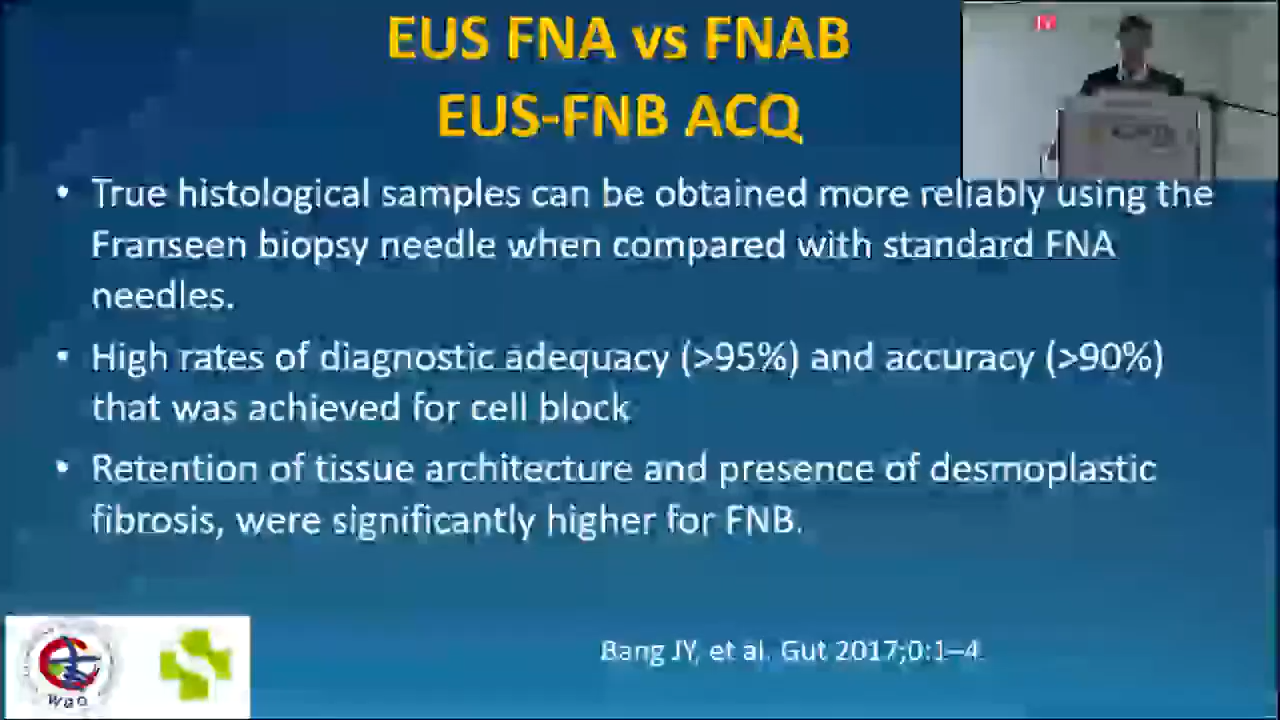 EUS FNA vs FNAB
EUS-FNB ACQ
• True histological samples can be obtained more reliably using the
Franseen biopsy needle when compared with standard FNA
needles.
• High rates of diagnostic adequacy (>95%) and accuracy (>90%)
that was achieved for cell block
• Retention of tissue architecture and presence of desmoplastic
fibrosis, were significantly higher for FNB.
Bang JY, et al. Gut 2017;0:1–4.
WGO